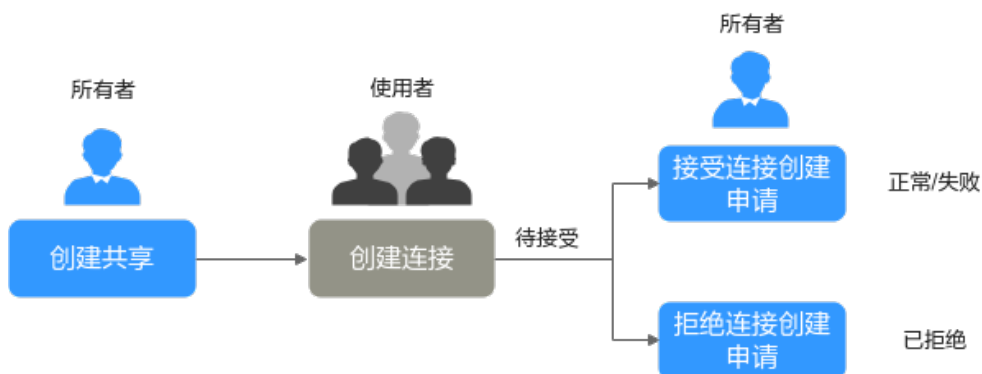 所有者
使用者
所有者
创建共享
创建连接
待接受
接受连接创建
申请
正常/失败
拒绝连接创建
申请
已拒绝